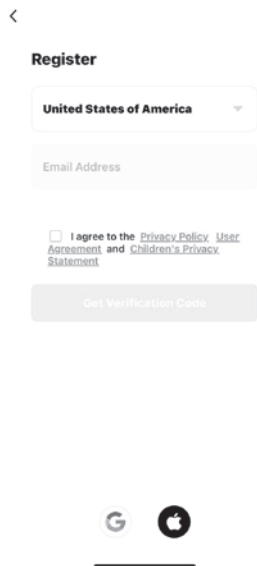 Register
United States of America
Email Address
I agree to the Privacy Policy User
Agreement and Children's Privacy
Statement
Get Verification Code